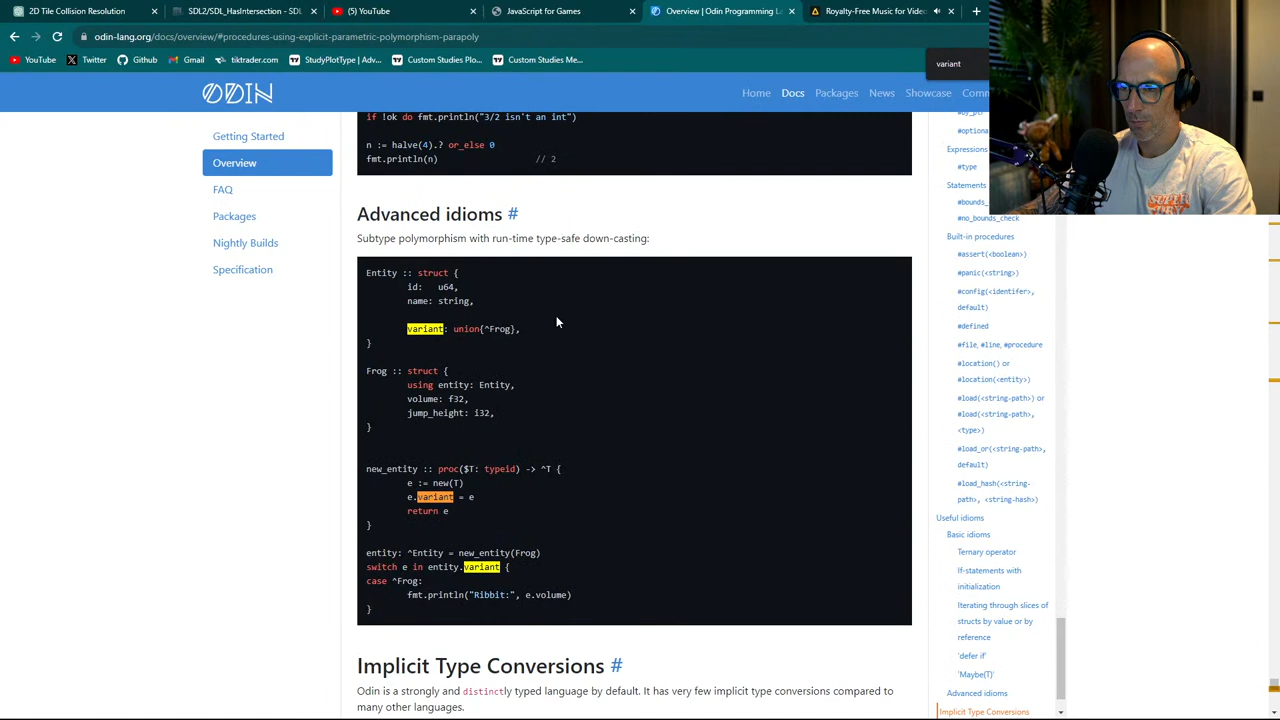 2D Tile Collision Resolution
SDL2/SDL_HasIntersection -
(5) YouTube
JavaScript for Games
Overview | Odin Programming L
Royalty-Free Music for Video
odin-lang.org/docs/overview/#procedures-using-explicit-parametric-polymorphism-parapoly
YouTube
Twitter
Github
Gmail
tiktrader.com
StudyPlotType | Adv...
Custom Studies Plo...
Custom Studies Me...
variant
ODIN
Home
Docs
Packages
News
Showcase
Comm
Getting Started
Overview
FAQ
Packages
Nightly Builds
Specification
if !ok do fmt.println("3/2 isn't an int")
n := halve(4).? or_else 0
fmt.println(n) // 2
Advanced idioms #
Subtype polymorphism with run-time type-safe down-casting:
Entity :: struct {
id: u64,
name: string,
variant: union{^Frog},
}
Frog :: struct {
using entity: Entity,
volume: f32,
jump_height: i32,
}
new_entity :: proc($T: typeid) -> ^T {
e := new(T)
e.variant = e
return e
}
entity: ^Entity = new_entity(Frog)
switch e in entity.variant {
case ^Frog:
fmt.println("Ribbit:", e.volume)
}
Implicit Type Conversions #
Odin is a strongly and distinctly typed language by default. It has very few implicit type conversions compared to
many other languages.
#by_ptr
#optiona
Expressions
#type
Statements
#bounds_
#no_bounds_check
Built-in procedures
#assert(<boolean>)
#panic(<string>)
#config(<identifer>,
default)
#defined
#file, #line, #procedure
#location() or
#location(<entity>)
#load(<string-path>) or
#load(<string-path>,
<type>)
#load_or(<string-path>,
default)
#load_hash(<string-
path>, <string-hash>)
Useful idioms
Basic idioms
Ternary operator
If-statements with
initialization
Iterating through slices of
structs by value or by
reference
'defer if'
'Maybe(T)'
Advanced idioms
Implicit Type Conversions
SUPER